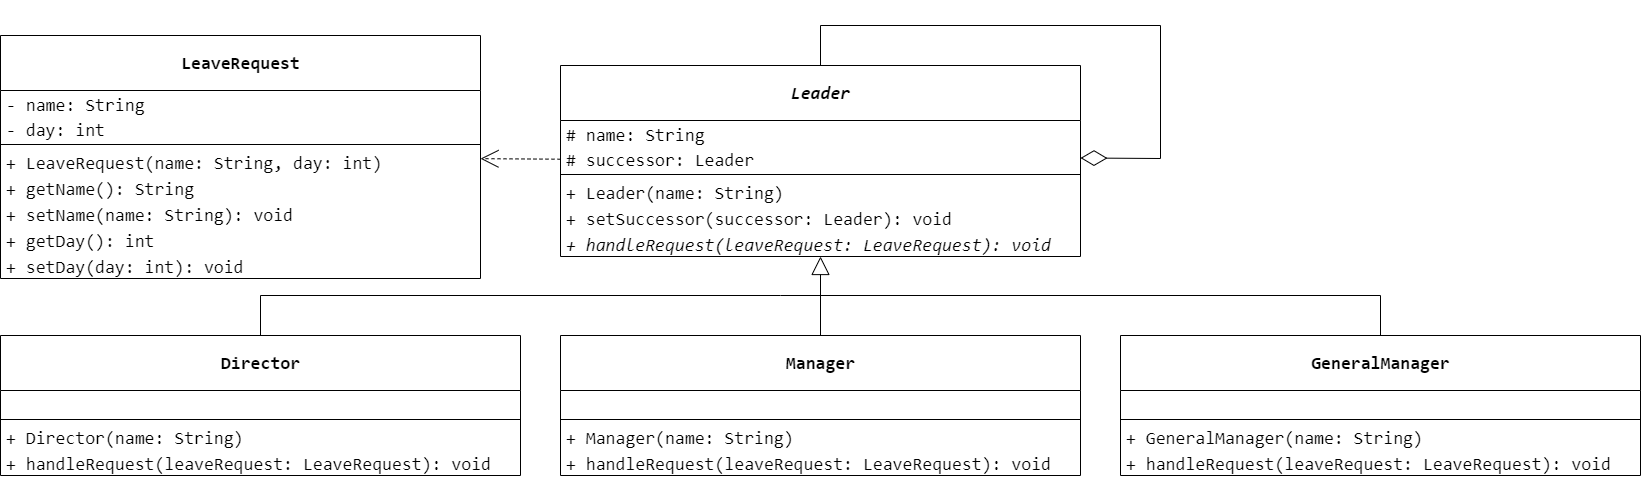 LeaveRequest
- name: String
- day: int
+ LeaveRequest(name: String, day: int)
+ getName(): String
+ setName(name: String): void
+ getDay(): int
+ setDay(day: int): void
Leader
# name: String
# successor: Leader
+ Leader(name: String)
+ setSuccessor(successor: Leader): void
+ handleRequest(leaveRequest: LeaveRequest): void
Director
+ Director(name: String)
+ handleRequest(leaveRequest: LeaveRequest): void
Manager
+ Manager(name: String)
+ handleRequest(leaveRequest: LeaveRequest): void
GeneralManager
+ GeneralManager(name: String)
+ handleRequest(leaveRequest: LeaveRequest): void